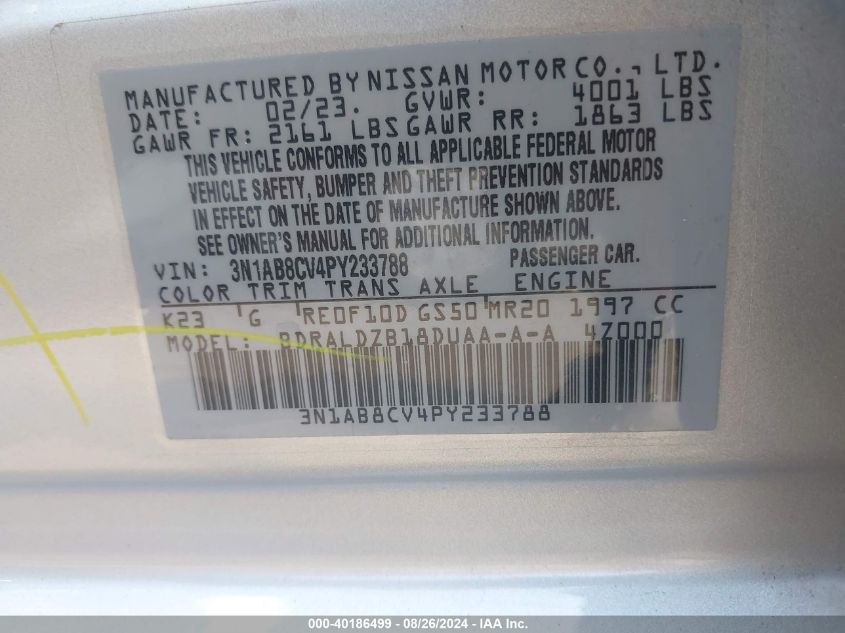 MANUFACTURED BY NISSAN MOTOR CO., LTD.
DATE: 02/23. GVWR: 4001 LBS
GAWR FR: 2161 LBS GAWR RR: 1863 LBS
THIS VEHICLE CONFORMS TO ALL APPLICABLE FEDERAL MOTOR
VEHICLE SAFETY, BUMPER AND THEFT PREVENTION STANDARDS
IN EFFECT ON THE DATE OF MANUFACTURE SHOWN ABOVE.
SEE OWNER'S MANUAL FOR ADDITIONAL INFORMATION.
VIN: 3N1AB8CV4PY233788 PASSENGER CAR.
COLOR TRIM TRANS AXLE ENGINE
K23 G RE0F10D GS50 MR20 1997 CC
MODEL: BDRALDZB18DUAA-A-A 4Z000
3N1AB8CV4PY233788
000-40186499 - 08/26/2024 - IAA Inc.